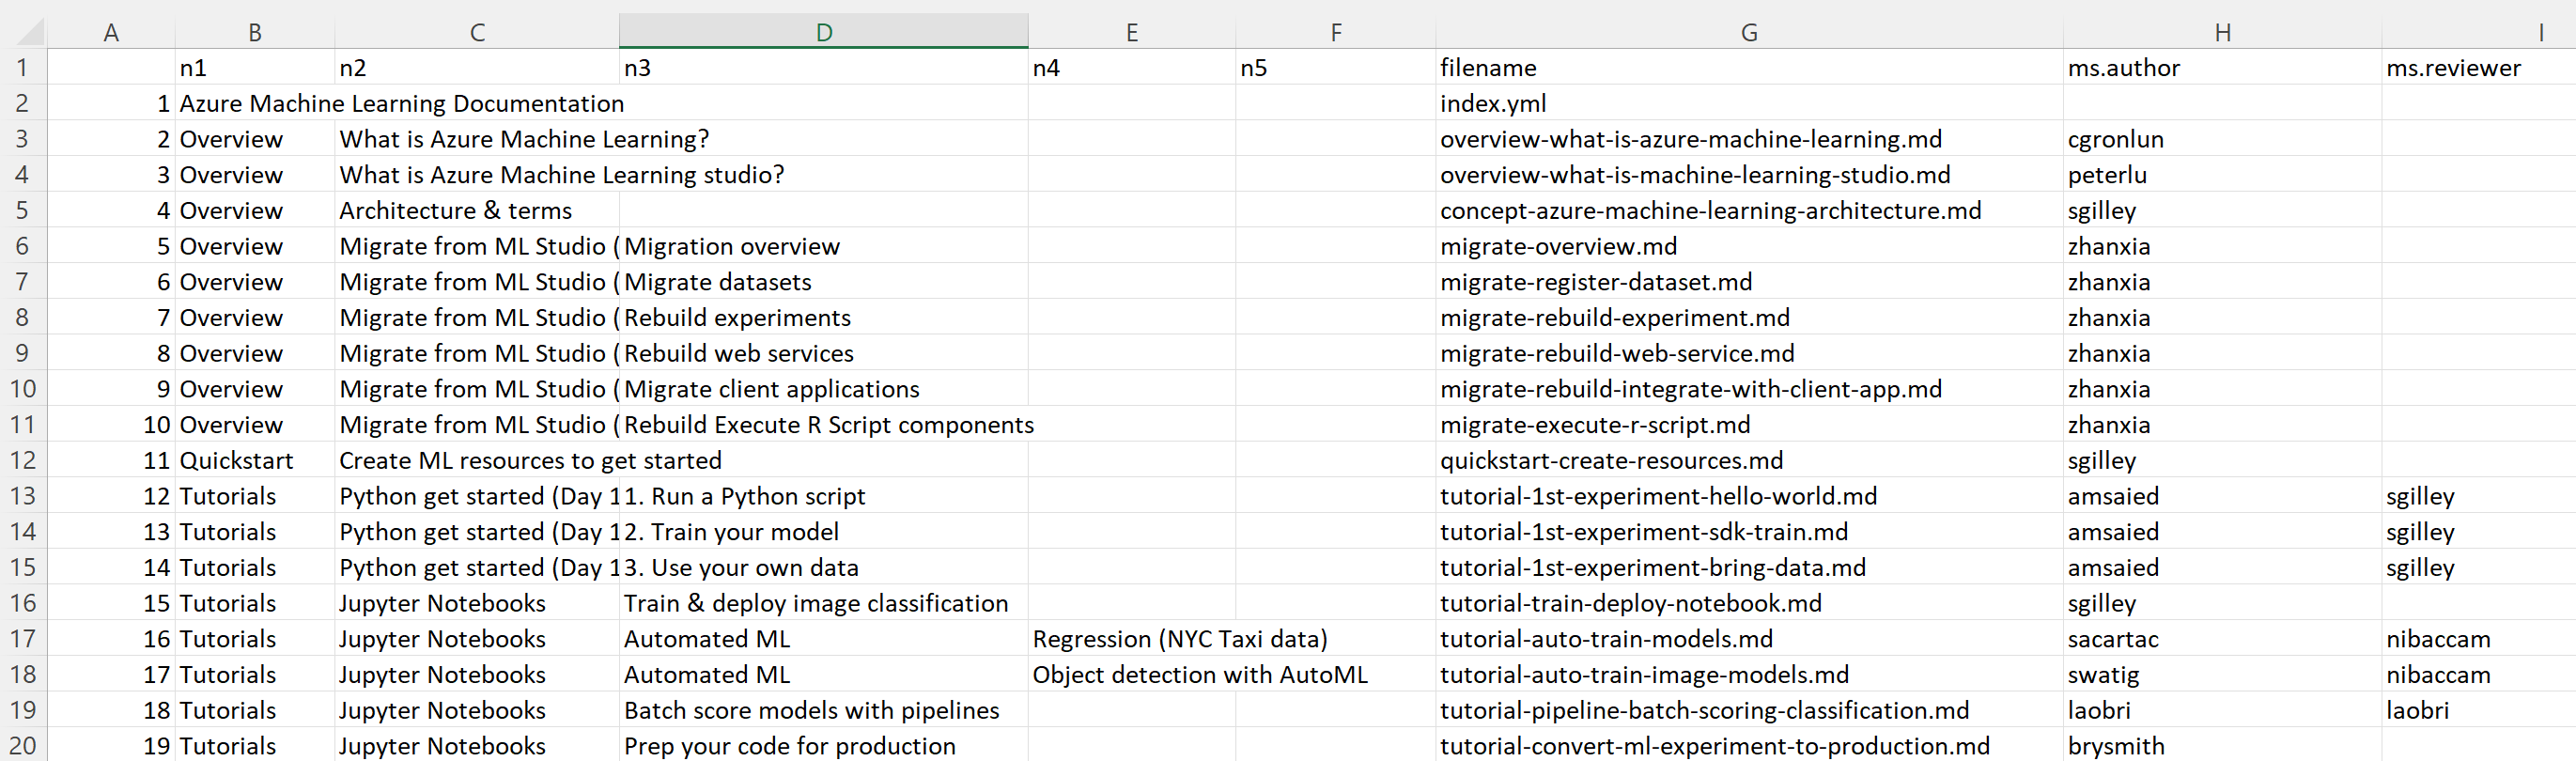 A B C D E F G H I
1 n1 n2 n3 n4 n5 filename ms.author ms.reviewer
2 1 Azure Machine Learning Documentation index.yml
3 2 Overview What is Azure Machine Learning? overview-what-is-azure-machine-learning.md cgronlun
4 3 Overview What is Azure Machine Learning studio? overview-what-is-machine-learning-studio.md peterlu
5 4 Overview Architecture & terms concept-azure-machine-learning-architecture.md sgilley
6 5 Overview Migrate from ML Studio ( Migration overview migrate-overview.md zhanxia
7 6 Overview Migrate from ML Studio ( Migrate datasets migrate-register-dataset.md zhanxia
8 7 Overview Migrate from ML Studio ( Rebuild experiments migrate-rebuild-experiment.md zhanxia
9 8 Overview Migrate from ML Studio ( Rebuild web services migrate-rebuild-web-service.md zhanxia
10 9 Overview Migrate from ML Studio ( Migrate client applications migrate-rebuild-integrate-with-client-app.md zhanxia
11 10 Overview Migrate from ML Studio ( Rebuild Execute R Script components migrate-execute-r-script.md zhanxia
12 11 Quickstart Create ML resources to get started quickstart-create-resources.md sgilley
13 12 Tutorials Python get started (Day 1 1. Run a Python script tutorial-1st-experiment-hello-world.md amsaied sgilley
14 13 Tutorials Python get started (Day 1 2. Train your model tutorial-1st-experiment-sdk-train.md amsaied sgilley
15 14 Tutorials Python get started (Day 1 3. Use your own data tutorial-1st-experiment-bring-data.md amsaied sgilley
16 15 Tutorials Jupyter Notebooks Train & deploy image classification tutorial-train-deploy-notebook.md sgilley
17 16 Tutorials Jupyter Notebooks Automated ML Regression (NYC Taxi data) tutorial-auto-train-models.md sacartac nibaccam
18 17 Tutorials Jupyter Notebooks Automated ML Object detection with AutoML tutorial-auto-train-image-models.md swatig nibaccam
19 18 Tutorials Jupyter Notebooks Batch score models with pipelines tutorial-pipeline-batch-scoring-classification.md laobri laobri
20 19 Tutorials Jupyter Notebooks Prep your code for production tutorial-convert-ml-experiment-to-production.md brysmith